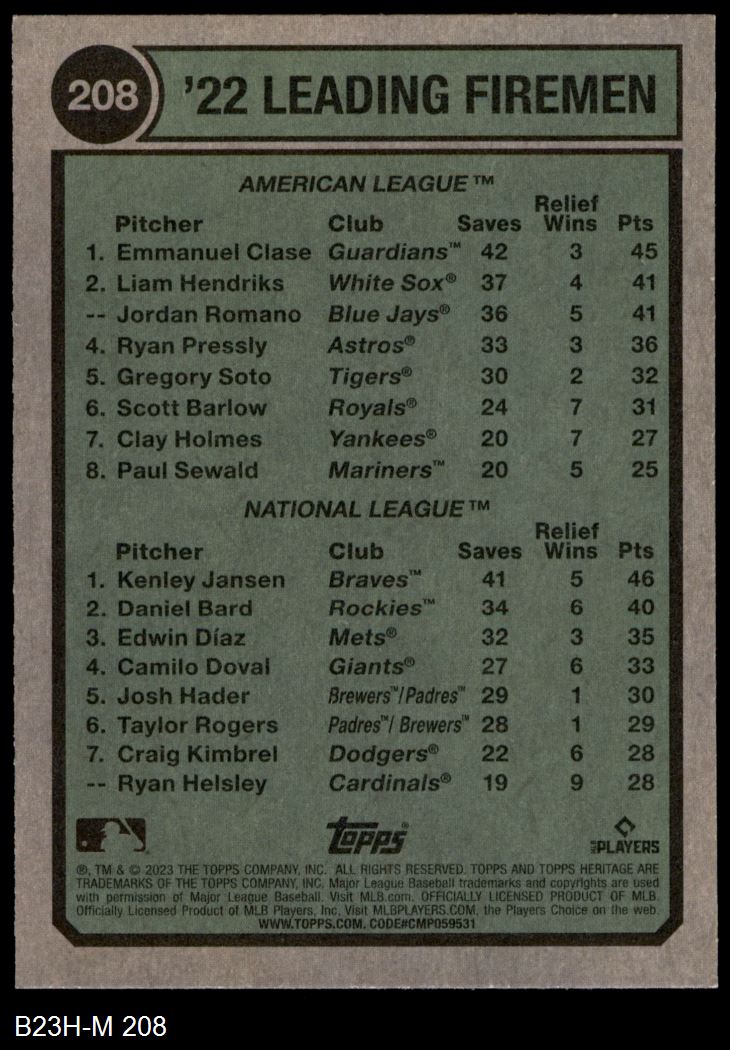 208 '22 LEADING FIREMEN
AMERICAN LEAGUE™
Pitcher Club Saves Relief Wins Pts
1. Emmanuel Clase Guardians™ 42 3 45
2. Liam Hendriks White Sox® 37 4 41
-- Jordan Romano Blue Jays® 36 5 41
4. Ryan Pressly Astros® 33 3 36
5. Gregory Soto Tigers® 30 2 32
6. Scott Barlow Royals® 24 7 31
7. Clay Holmes Yankees® 20 7 27
8. Paul Sewald Mariners™ 20 5 25
NATIONAL LEAGUE™
Pitcher Club Saves Relief Wins Pts
1. Kenley Jansen Braves™ 41 5 46
2. Daniel Bard Rockies™ 34 6 40
3. Edwin Díaz Mets® 32 3 35
4. Camilo Doval Giants® 27 6 33
5. Josh Hader Brewers™/Padres™ 29 1 30
6. Taylor Rogers Padres™/ Brewers™ 28 1 29
7. Craig Kimbrel Dodgers® 22 6 28
-- Ryan Helsley Cardinals® 19 9 28
Topps® MLB PLAYERS
®, TM & © 2023 THE TOPPS COMPANY, INC. ALL RIGHTS RESERVED. TOPPS AND TOPPS HERITAGE ARE
TRADEMARKS OF THE TOPPS COMPANY, INC. Major League Baseball trademarks and copyrights are used
with permission of Major League Baseball. Visit MLB.com. OFFICIALLY LICENSED PRODUCT OF MLB
Officially Licensed Product of MLB Players, Inc. Visit MLBPLAYERS.COM, the Players Choice on the web.
WWW.TOPPS.COM. CODE#CMP059531
B23H-M 208